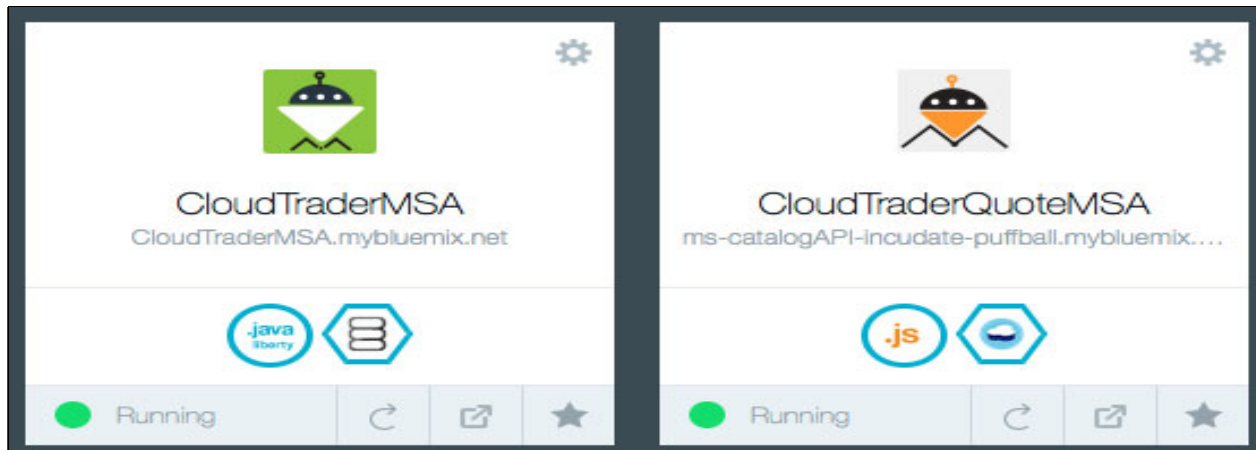 CloudTraderMSA
CloudTraderMSA.mybluemix.net
.java
liberty
Running
CloudTraderQuoteMSA
ms-catalogAPI-incudate-puffball.mybluemix....
.js
Running